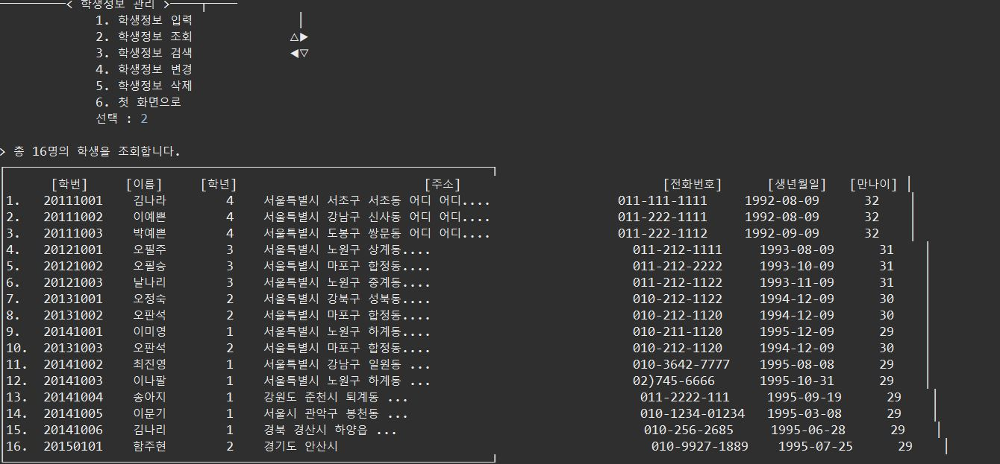 < 학생정보 관리 >
1. 학생정보 입력
2. 학생정보 조회 △▶
3. 학생정보 검색 ◀▽
4. 학생정보 변경
5. 학생정보 삭제
6. 첫 화면으로
선택 : 2
> 총 16명의 학생을 조회합니다.
[학번] [이름] [학년] [주소] [전화번호] [생년월일] [만나이]
1. 20111001 김나라 4 서울특별시 서초구 서초동 어디 어디.... 011-111-1111 1992-08-09 32
2. 20111002 이예쁜 4 서울특별시 강남구 신사동 어디 어디.... 011-222-1111 1992-08-09 32
3. 20111003 박예쁜 4 서울특별시 도봉구 쌍문동 어디 어디.... 011-222-1112 1992-09-09 32
4. 20121001 오필주 3 서울특별시 노원구 상계동.... 011-212-1111 1993-08-09 31
5. 20121002 오필승 3 서울특별시 마포구 합정동.... 011-212-2222 1993-10-09 31
6. 20121003 날나리 3 서울특별시 노원구 중계동.... 011-212-1122 1993-11-09 31
7. 20131001 오정숙 2 서울특별시 강북구 성북동.... 010-212-1122 1994-12-09 30
8. 20131002 오판석 2 서울특별시 마포구 합정동.... 010-212-1120 1994-12-09 30
9. 20141001 이미영 1 서울특별시 노원구 하계동.... 010-211-1120 1995-12-09 29
10. 20131003 오판석 2 서울특별시 마포구 합정동.... 010-212-1120 1994-12-09 30
11. 20141002 최진영 1 서울특별시 강남구 일원동 ... 010-3642-7777 1995-08-08 29
12. 20141003 이나팔 1 서울특별시 노원구 하계동 ... 02)745-6666 1995-10-31 29
13. 20141004 송아지 1 강원도 춘천시 퇴계동 ... 011-2222-111 1995-09-19 29
14. 20141005 이문기 1 서울시 관악구 봉천동 ... 010-1234-01234 1995-03-08 29
15. 20141006 김나리 1 경북 경산시 하양읍 ... 010-256-2685 1995-06-28 29
16. 20150101 함주현 2 경기도 안산시 010-9927-1889 1995-07-25 29